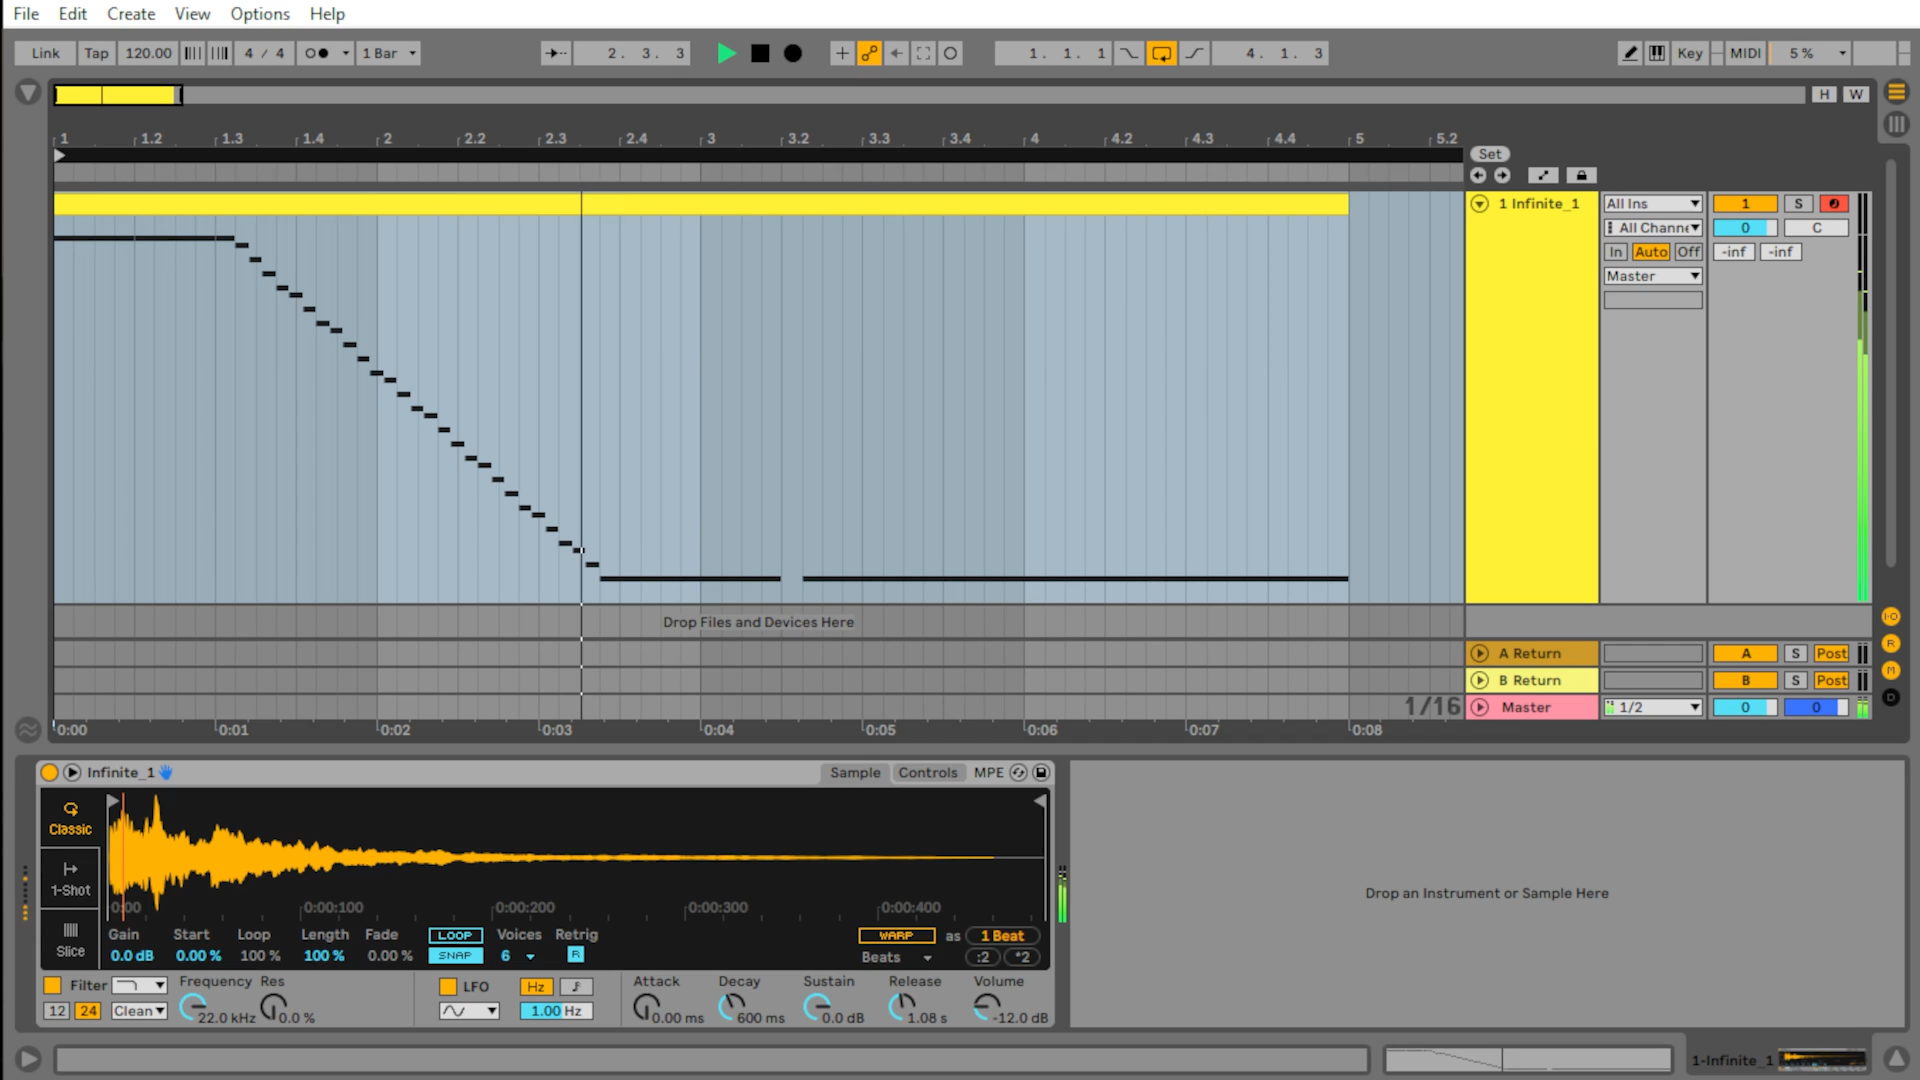 File Edit Create View Options Help
Link Tap 120.00 4 / 4 1 Bar 2. 3. 3 1. 1. 1 4. 1. 3 Key MIDI 5 %
H W
1 1.2 1.3 1.4 2 2.2 2.3 2.4 3 3.2 3.3 3.4 4 4.2 4.3 4.4 5 5.2
Set
1 Infinite_1 All Ins 1 S
All Channe 0 C
In Auto Off -inf -inf
Master
Drop Files and Devices Here
I·O
R
M
D
A Return A S Post
B Return B S Post
1/16 Master 1/2 0 0
0:00 0:01 0:02 0:03 0:04 0:05 0:06 0:07 0:08
Infinite_1 Sample Controls MPE
Classic
1-Shot
Slice
0:00 0:00:100 0:00:200 0:00:300 0:00:400
Gain Start Loop Length Fade LOOP Voices Retrig WARP as 1 Beat
0.0 dB 0.00 % 100 % 100 % 0.00 % SNAP 6 R Beats :2 *2
Filter Frequency Res LFO Hz Attack Decay Sustain Release Volume
12 24 Clean 22.0 kHz 0.0 % 1.00 Hz 0.00 ms 600 ms 0.0 dB 1.08 s -12.0 dB
Drop an Instrument or Sample Here
1-Infinite_1